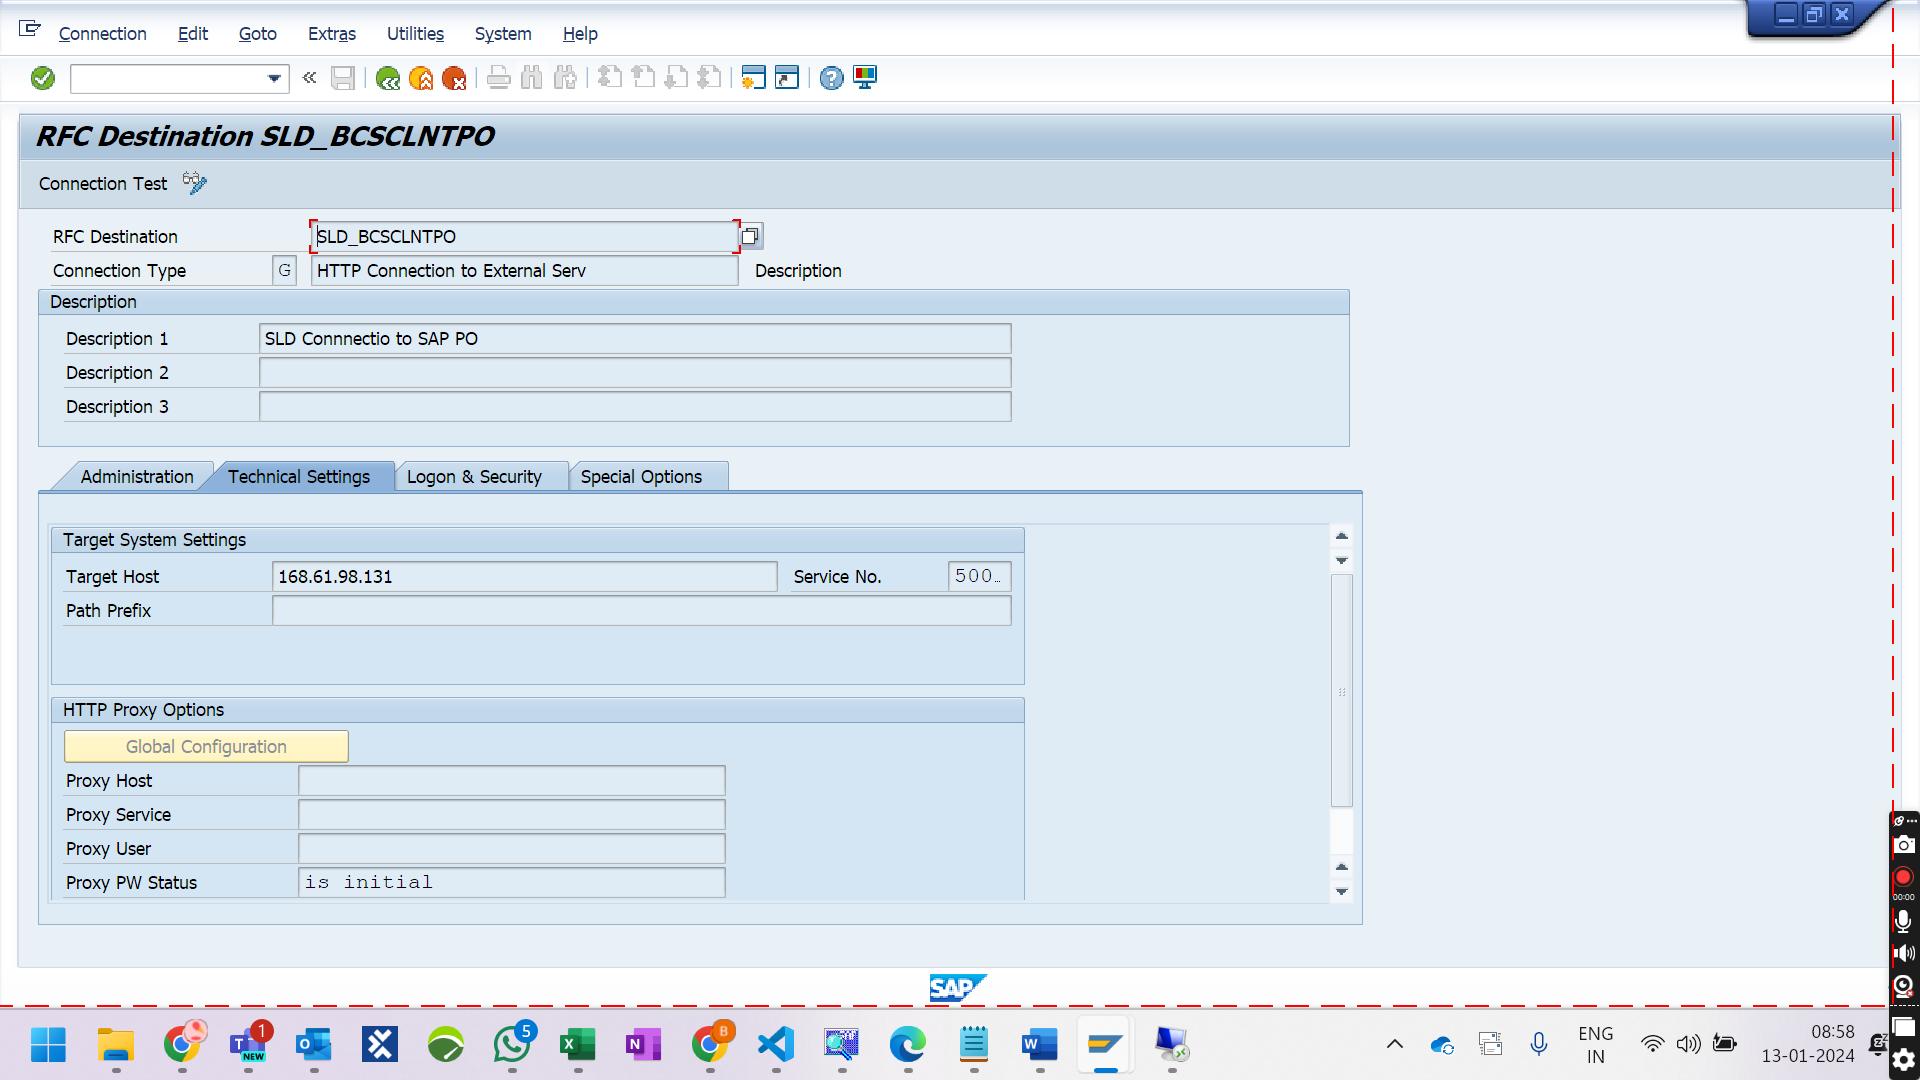 Connection Edit Goto Extras Utilities System Help
RFC Destination SLD_BCSCLNTPO
Connection Test
RFC Destination SLD_BCSCLNTPO
Connection Type G HTTP Connection to External Serv Description
Description
Description 1 SLD Connnectio to SAP PO
Description 2
Description 3
Administration Technical Settings Logon & Security Special Options
Target System Settings
Target Host 168.61.98.131 Service No. 500..
Path Prefix
HTTP Proxy Options
Global Configuration
Proxy Host
Proxy Service
Proxy User
Proxy PW Status is initial
00:00
SAP
1
NEW
5
B
ENG
IN
08:58
13-01-2024